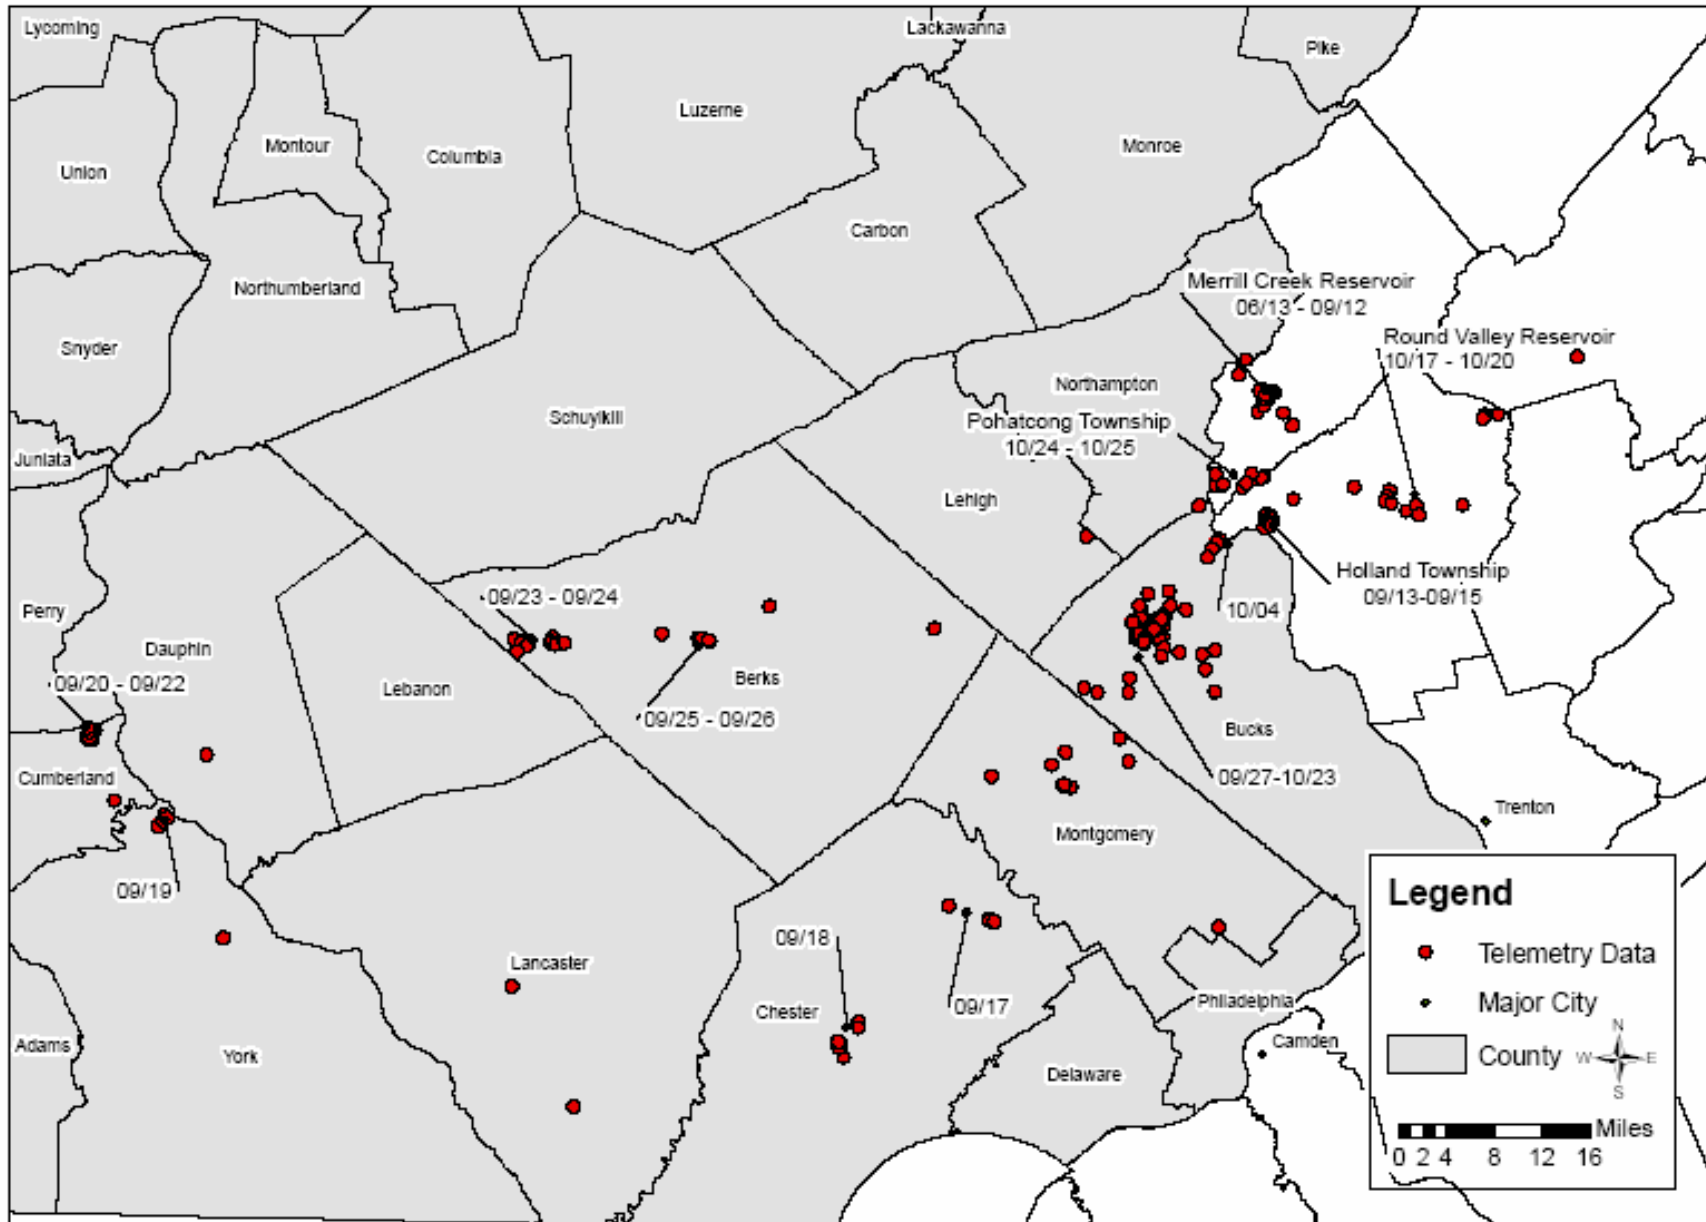 Lycoming
Lackawanna
Pike
Luzerne
Montour
Columbia
Monroe
Union
Carbon
Northumberland
Merrill Creek Reservoir
06/13 - 09/12
Snyder
Round Valley Reservoir
10/17 - 10/20
Northampton
Schuylkill
Pohatcong Township
10/24 - 10/25
Juniata
Lehigh
Holland Township
09/13-09/15
09/23 - 09/24
10/04
Perry
Dauphin
09/20 - 09/22
Lebanon
Berks
09/25 - 09/26
Bucks
Cumberland
09/27-10/23
Trenton
Montgomery
09/19
Legend
Telemetry Data
Major City
County
N
W
E
S
Miles
0 2 4 8 12 16
09/18
Lancaster
09/17
Philadelphia
Chester
Camden
Adams
York
Delaware